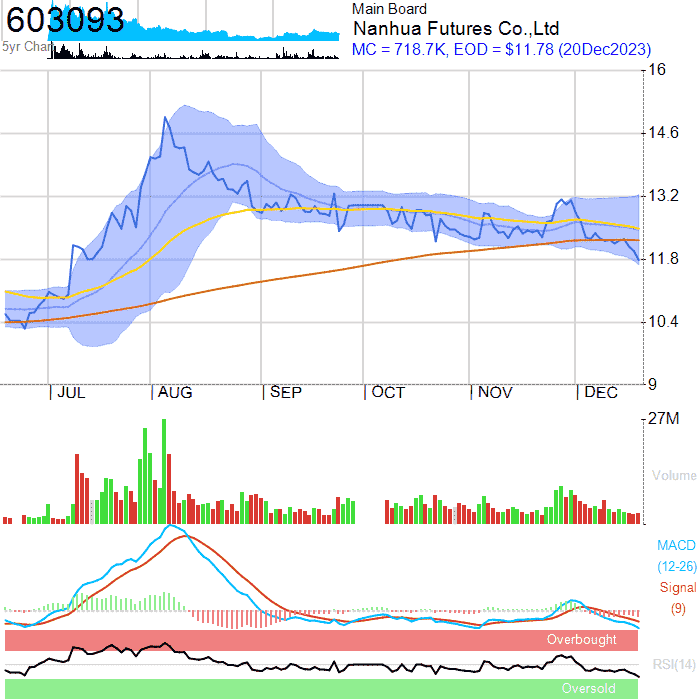 603093
5yr Chart
Main Board
Nanhua Futures Co.,Ltd
MC = 718.7K, EOD = $11.78 (20Dec2023)
16
14.6
13.2
11.8
10.4
9
JUL
AUG
SEP
OCT
NOV
DEC
27M
Volume
MACD
(12-26)
Signal
(9)
Overbought
RSI(14)
Oversold